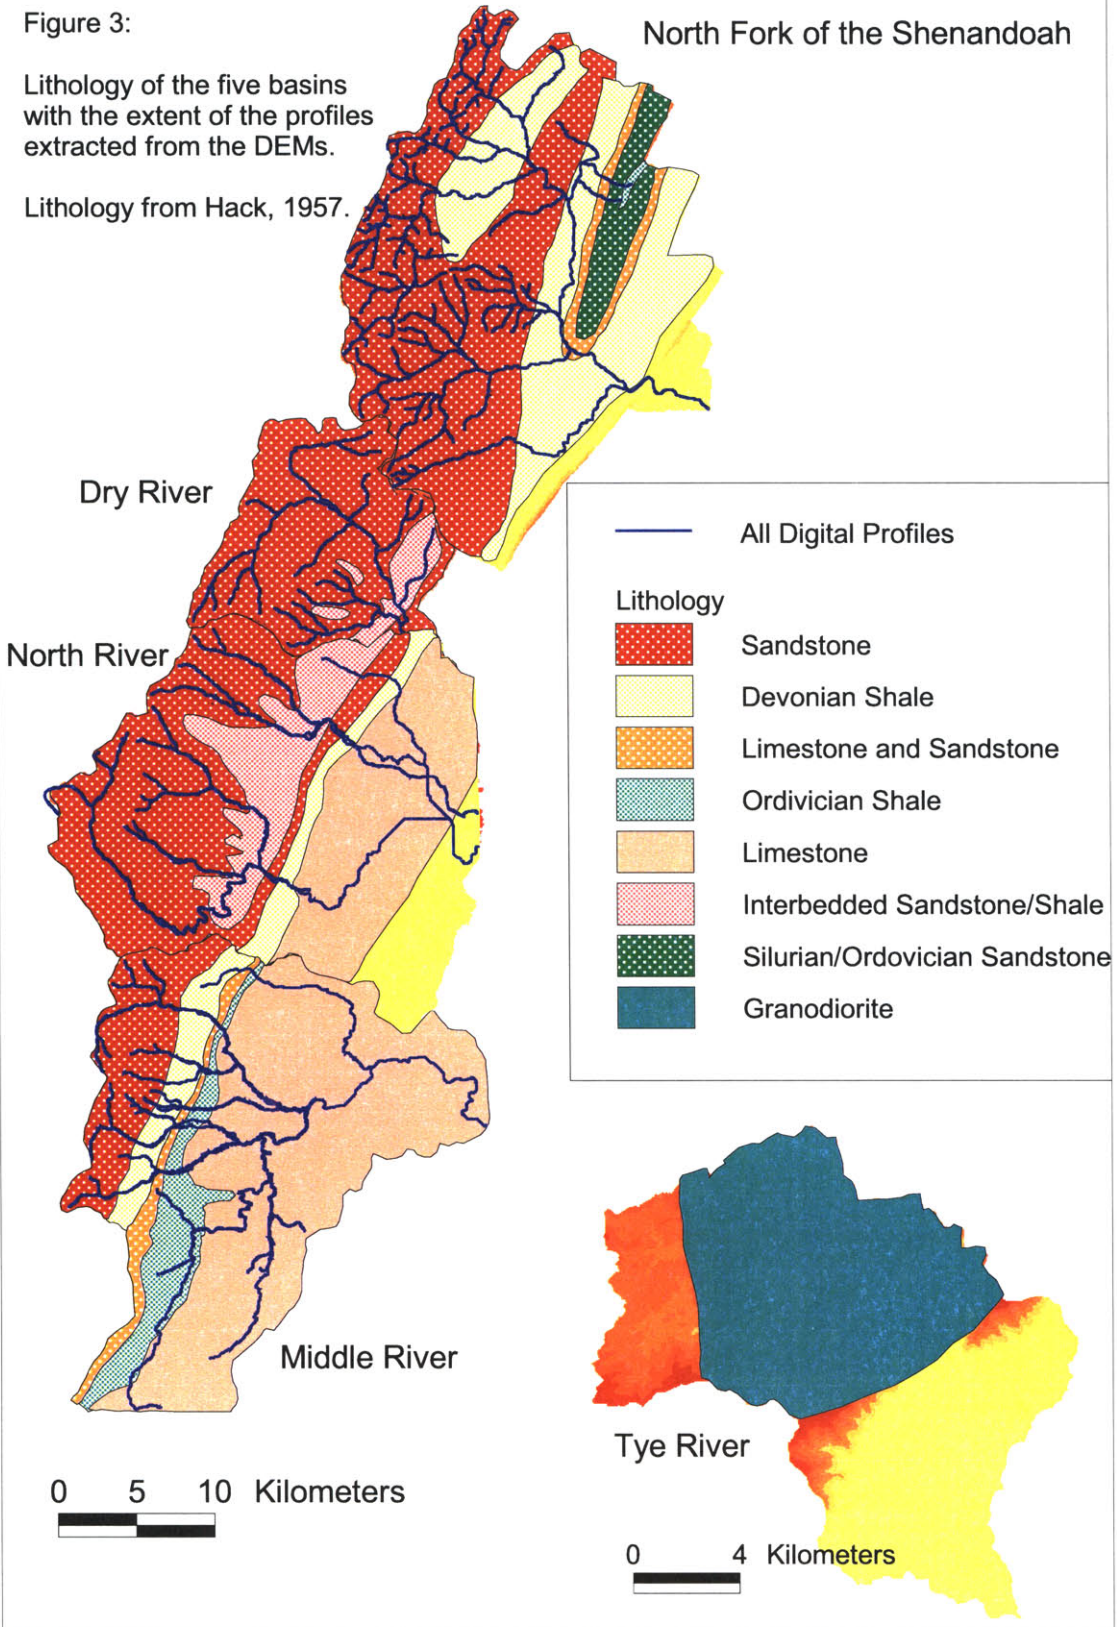 Figure 3:
North Fork of the Shenandoah
Lithology of the five basins
with the extent of the profiles
extracted from the DEMs.
Lithology from Hack, 1957.
Dry River
All Digital Profiles
Lithology
Sandstone
North River
Devonian Shale
Limestone and Sandstone
Ordivician Shale
Limestone
Interbedded Sandstone/Shale
Silurian/Ordovician Sandstone
Granodiorite
Middle River
Tye River
0 5 10 Kilometers
0 4 Kilometers